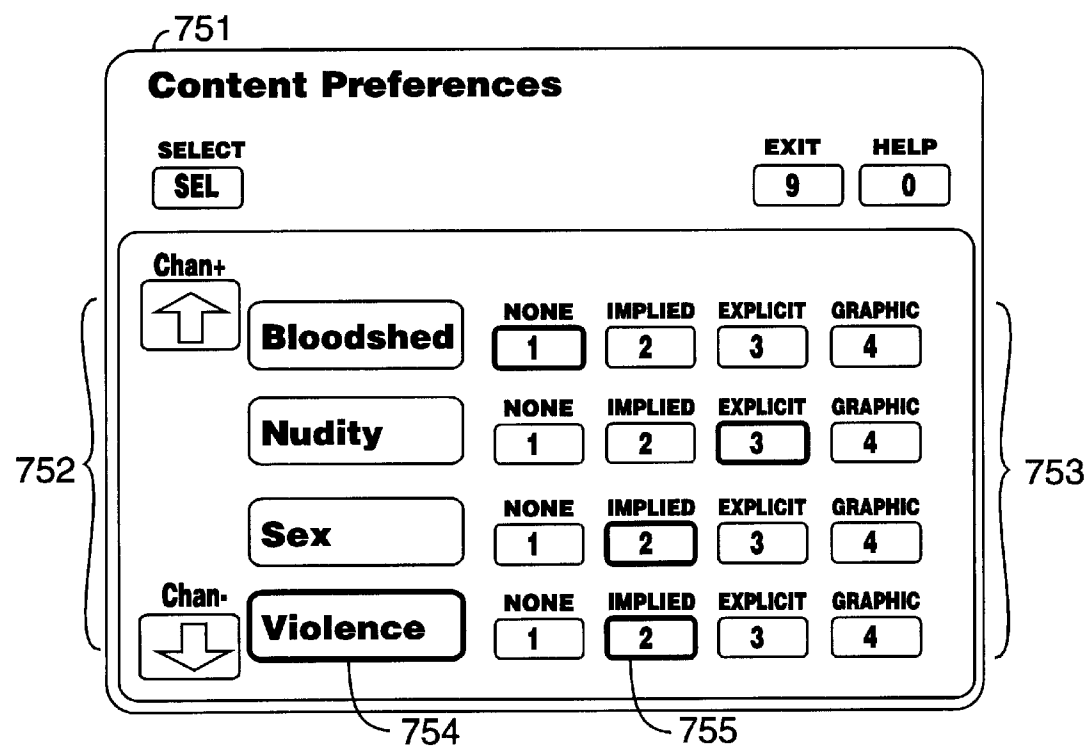 751
Content Preferences
SELECT EXIT HELP
SEL 9 0
Chan+
NONE IMPLIED EXPLICIT GRAPHIC
Bloodshed 1 2 3 4
NONE IMPLIED EXPLICIT GRAPHIC
Nudity 1 2 3 4
752 753
NONE IMPLIED EXPLICIT GRAPHIC
Sex 1 2 3 4
Chan-
NONE IMPLIED EXPLICIT GRAPHIC
Violence 1 2 3 4
754 755